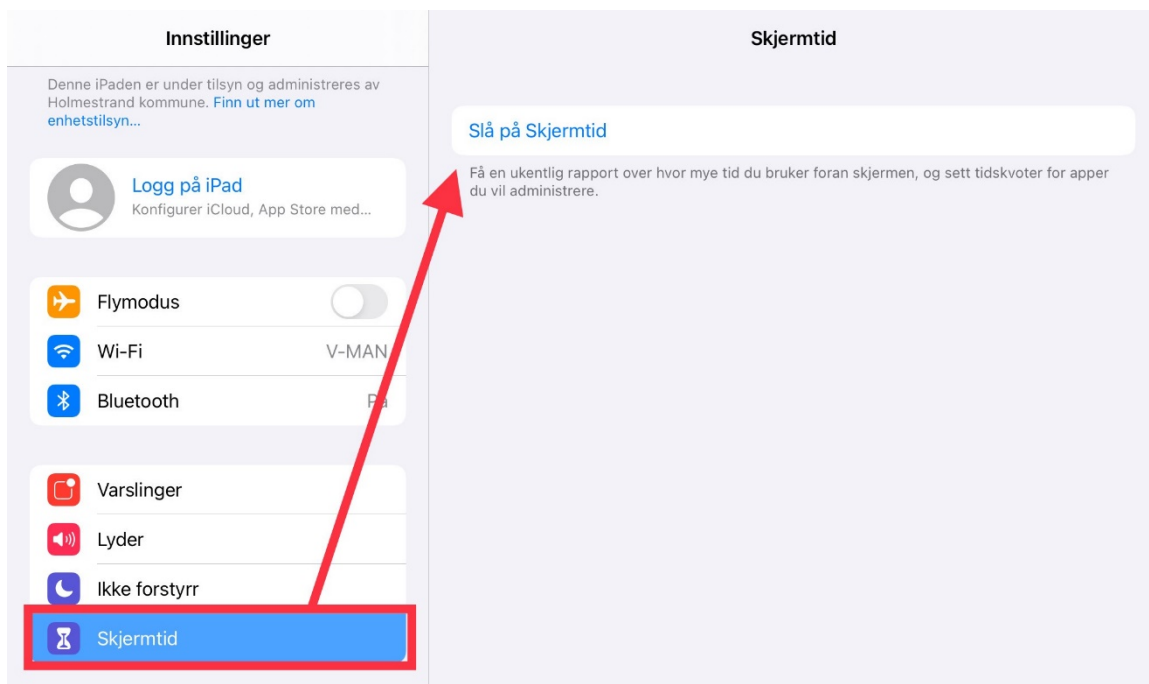 Innstillinger
Denne iPaden er under tilsyn og administreres av
Holmestrand kommune. Finn ut mer om
enhetstilsyn...
Logg på iPad
Konfigurer iCloud, App Store med...
Flymodus
Wi-Fi V-MAN
Bluetooth På
Varslinger
Lyder
Ikke forstyrr
Skjermtid
Skjermtid
Slå på Skjermtid
Få en ukentlig rapport over hvor mye tid du bruker foran skjermen, og sett tidskvoter for apper
du vil administrere.